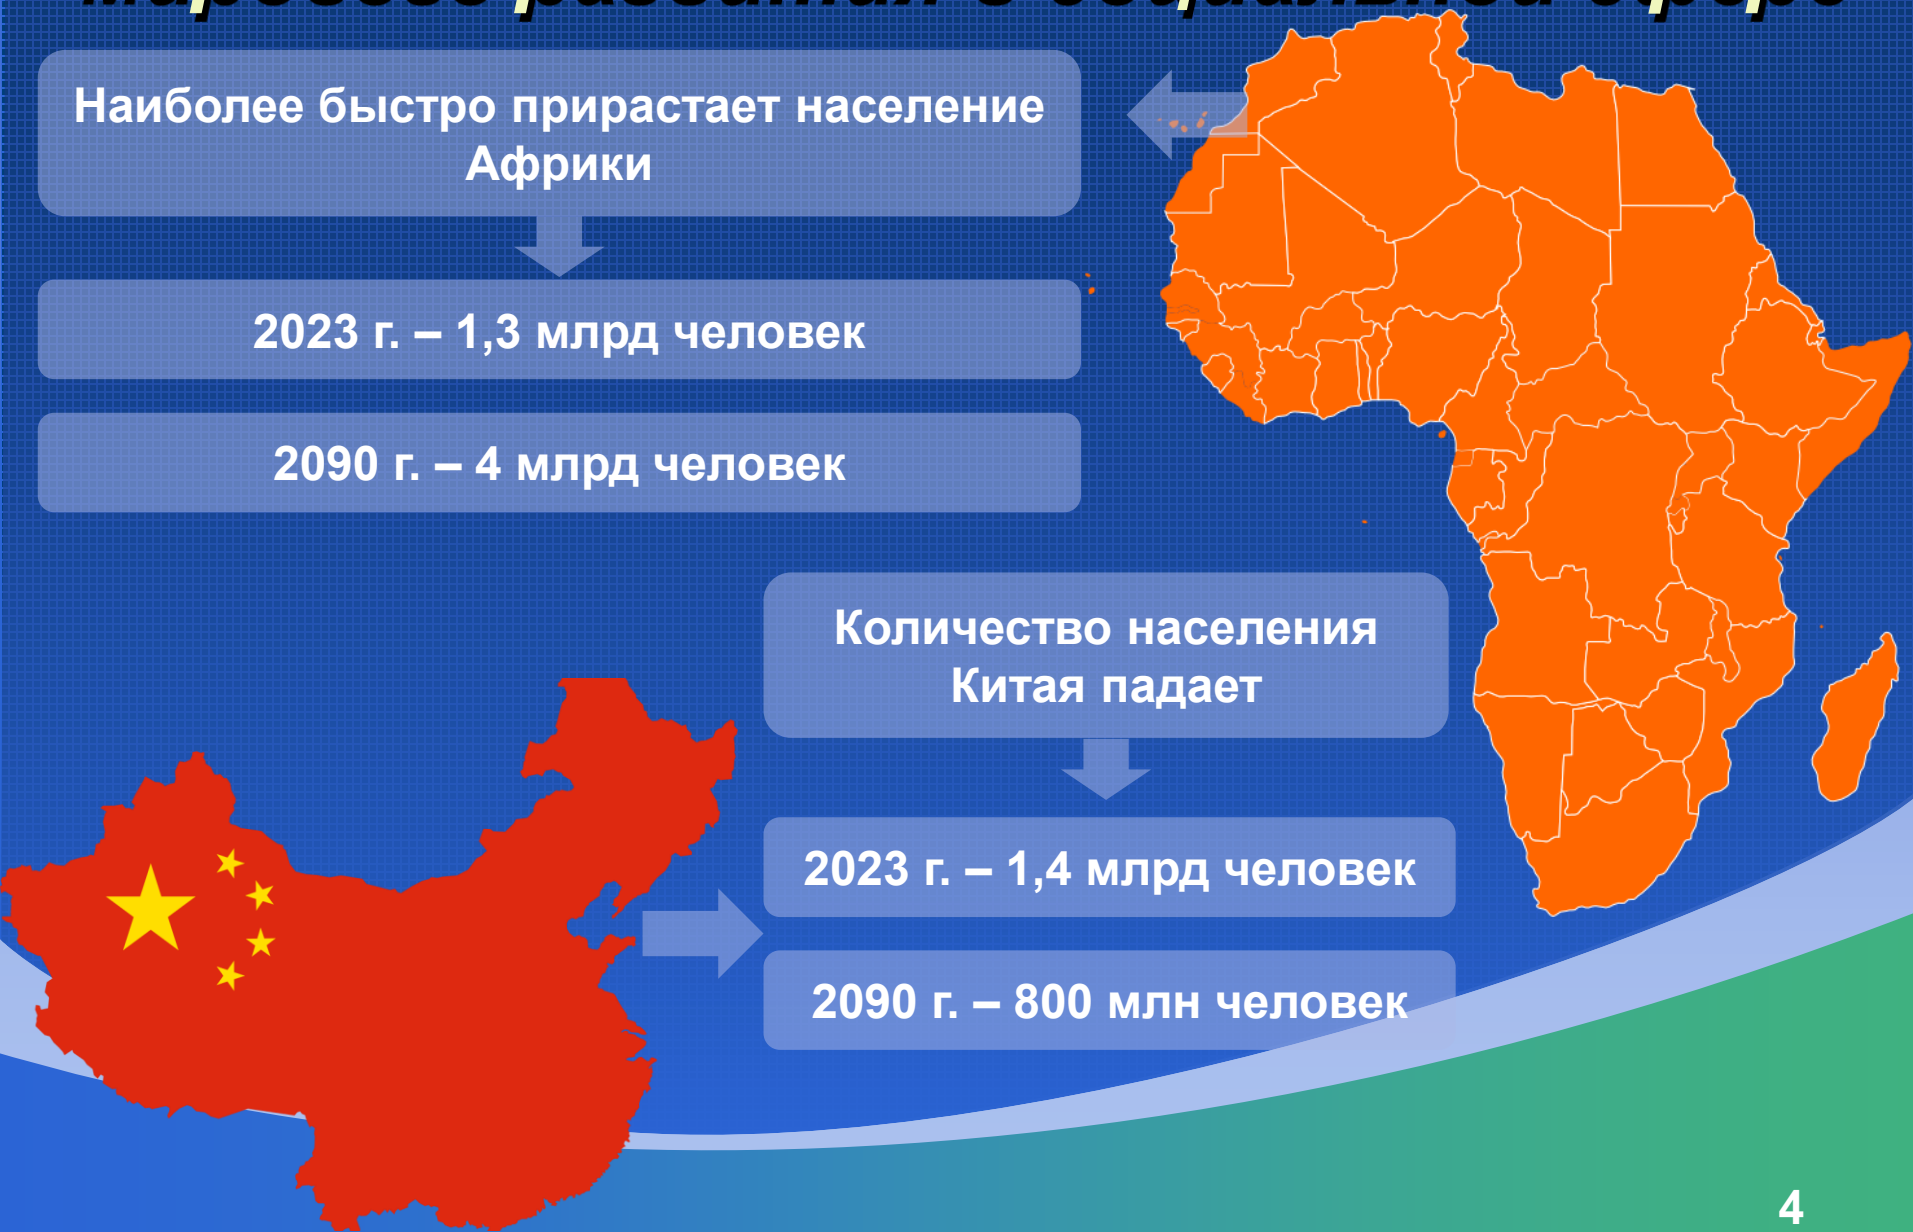 Наиболее быстро прирастает население
Африки
2023 г. – 1,3 млрд человек
2090 г. – 4 млрд человек
Количество населения
Китая падает
2023 г. – 1,4 млрд человек
2090 г. – 800 млн человек
4